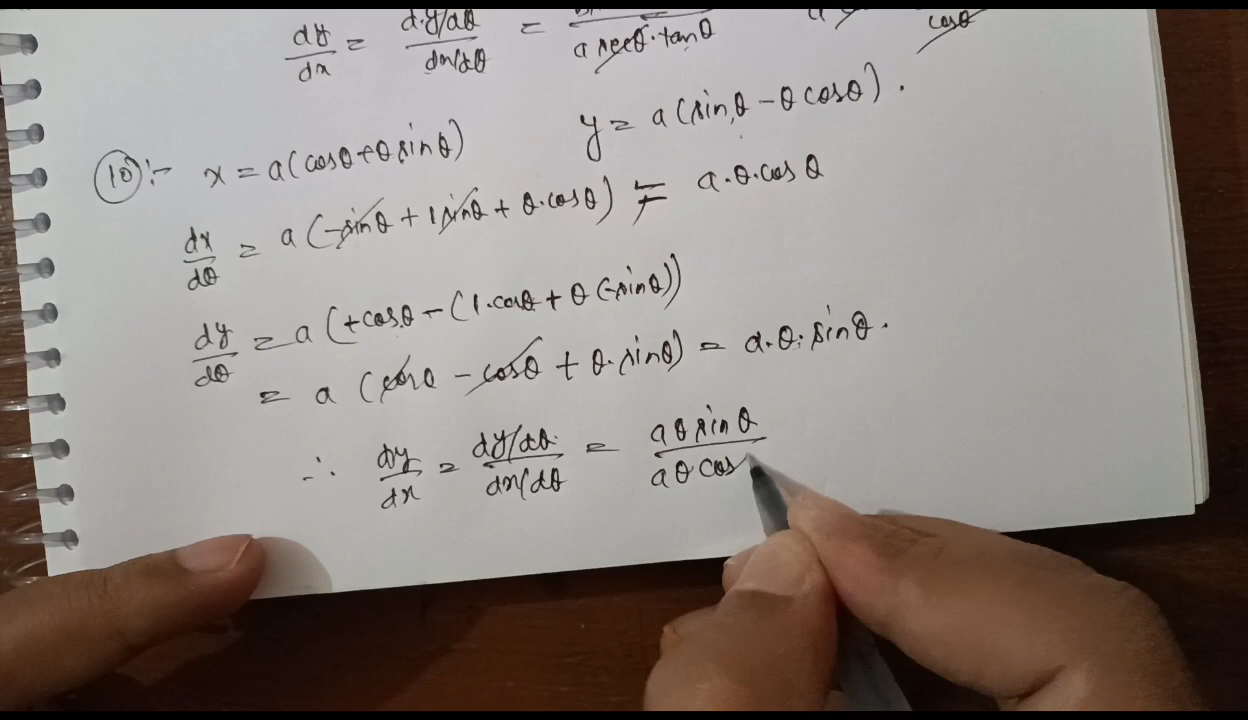 dy/dx = dy/dθ / dx/dθ = / a secθ·tanθ cosθ
(10):- x = a(cosθ+θ sinθ) y = a(sinθ - θ cosθ).
dx/dθ = a(-sinθ + 1 sinθ + θ·cosθ) = a·θ·cosθ
dy/dθ = a(+cosθ - (1·cosθ + θ(-sinθ))
= a (cosθ - cosθ + θ·sinθ) = a·θ·sinθ.
∴ dy/dx = dy/dθ / dx/dθ = aθ sinθ / aθ cos